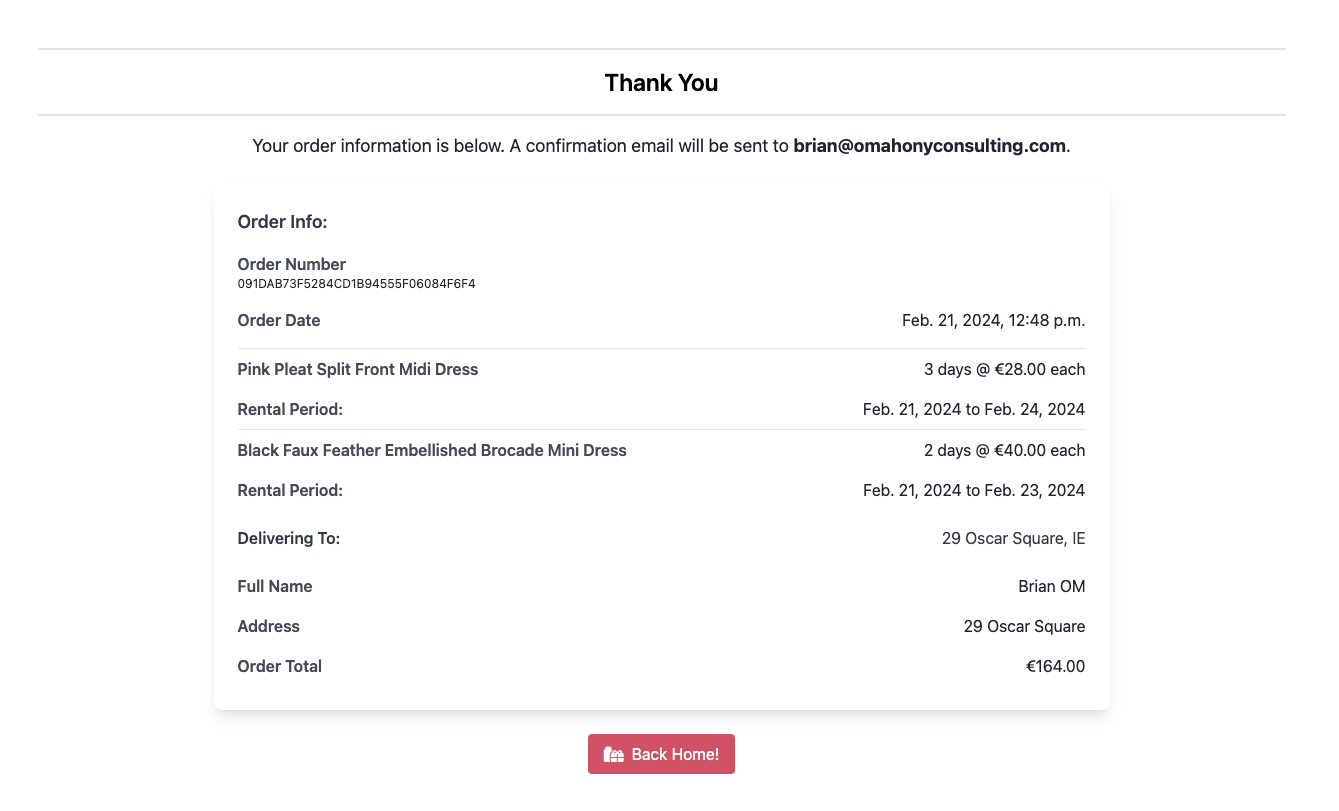 Thank You
Your order information is below. A confirmation email will be sent to brian@omahonyconsulting.com.
Order Info:
Order Number
091DAB73F5284CD1B94555F06084F6F4
Order Date Feb. 21, 2024, 12:48 p.m.
Pink Pleat Split Front Midi Dress 3 days @ €28.00 each
Rental Period: Feb. 21, 2024 to Feb. 24, 2024
Black Faux Feather Embellished Brocade Mini Dress 2 days @ €40.00 each
Rental Period: Feb. 21, 2024 to Feb. 23, 2024
Delivering To: 29 Oscar Square, IE
Full Name Brian OM
Address 29 Oscar Square
Order Total €164.00
Back Home!